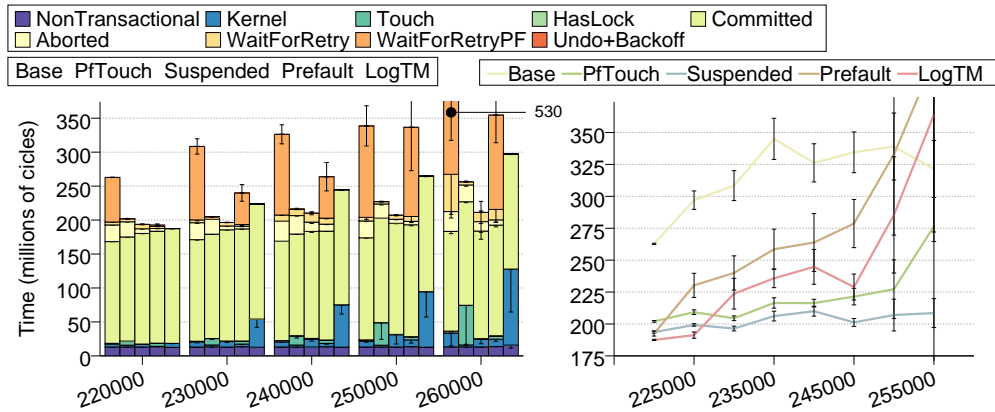 NonTransactional Kernel Touch HasLock Committed
Aborted WaitForRetry WaitForRetryPF Undo+Backoff
Base PfTouch Suspended Prefault LogTM
Base PfTouch Suspended Prefault LogTM
Time (millions of cicles)
350
300
250
200
150
100
50
0
530
220000 230000 240000 250000 260000
350
325
300
275
250
225
200
175
225000 235000 245000 255000